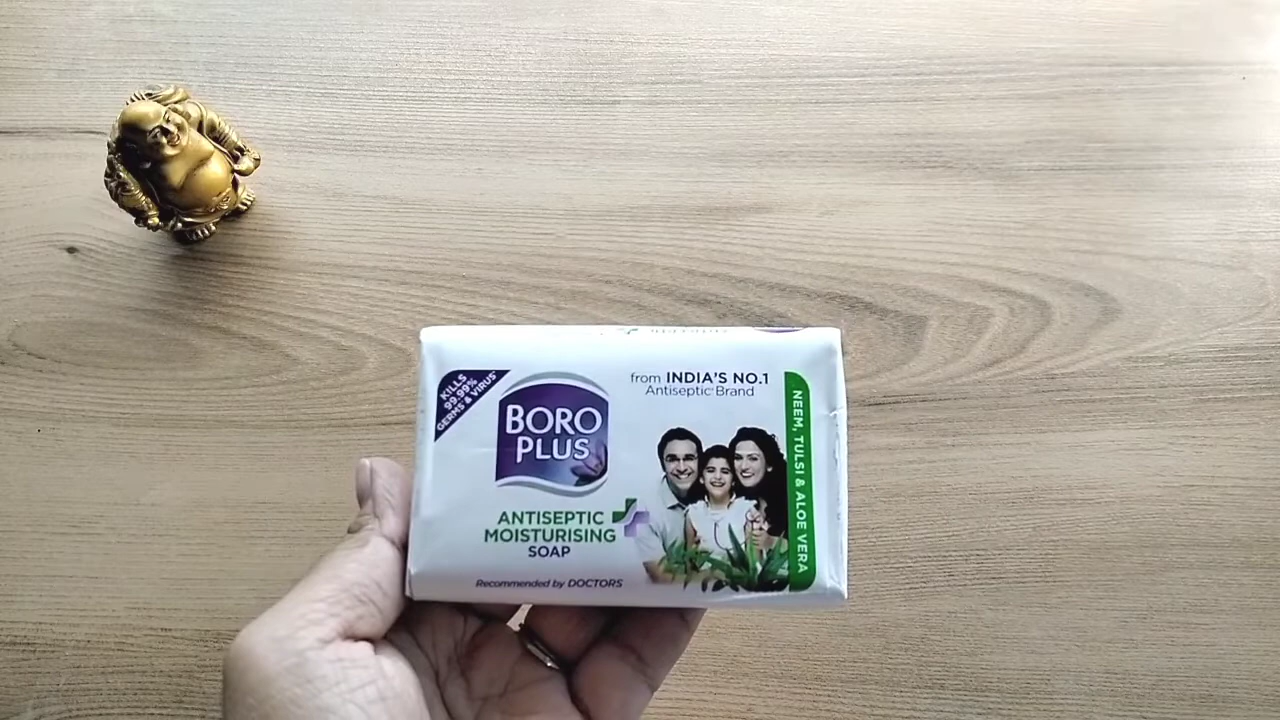 KILLS
99.99%
GERMS & VIRUS*
BORO
PLUS
from INDIA'S NO.1
Antiseptic* Brand
ANTISEPTIC
MOISTURISING
SOAP
Recommended by DOCTORS
NEEM, TULSI & ALOE VERA